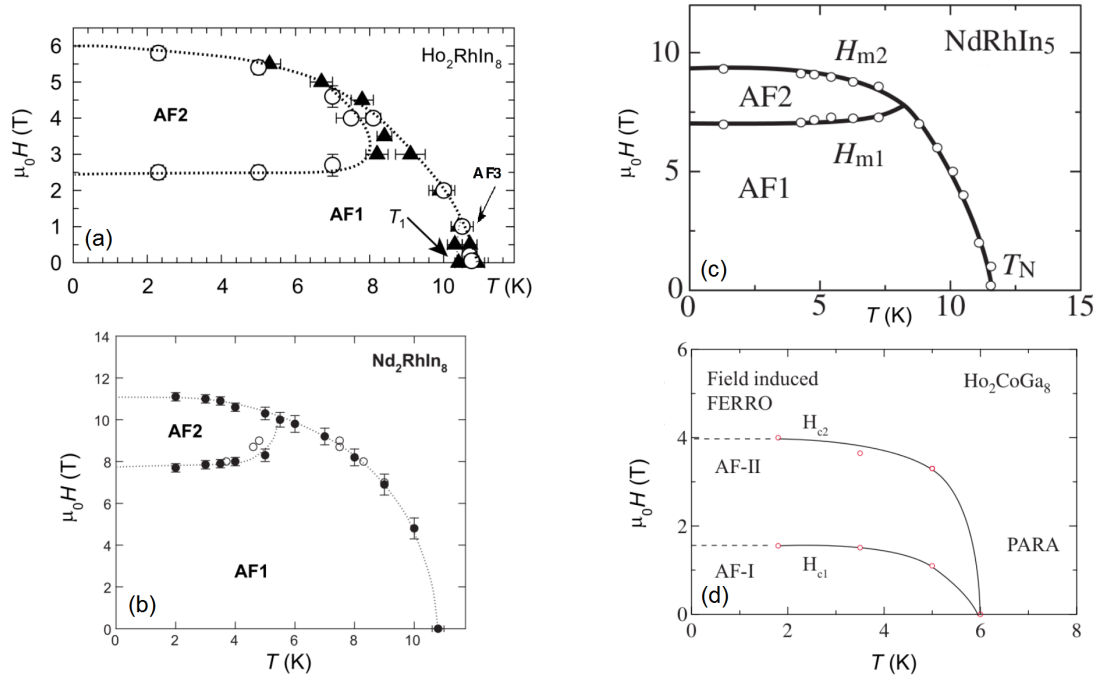 Ho₂RhIn₈
μ₀H (T)
6
5
4
3
2
1
0
AF2
AF1
AF3
T₁
(a)
0 2 4 6 8 10
T (K)
Nd₂RhIn₈
μ₀H (T)
14
12
10
8
6
4
2
0
AF2
AF1
(b)
0 2 4 6 8 10
T (K)
NdRhIn₅
μ₀H (T)
10
5
0
Hm2
AF2
Hm1
AF1
TN
(c)
0 5 10 15
T (K)
Ho₂CoGa₈
μ₀H (T)
6
4
2
0
Field induced
FERRO
Hc2
AF-II
PARA
AF-I
Hc1
(d)
0 2 4 6 8
T (K)